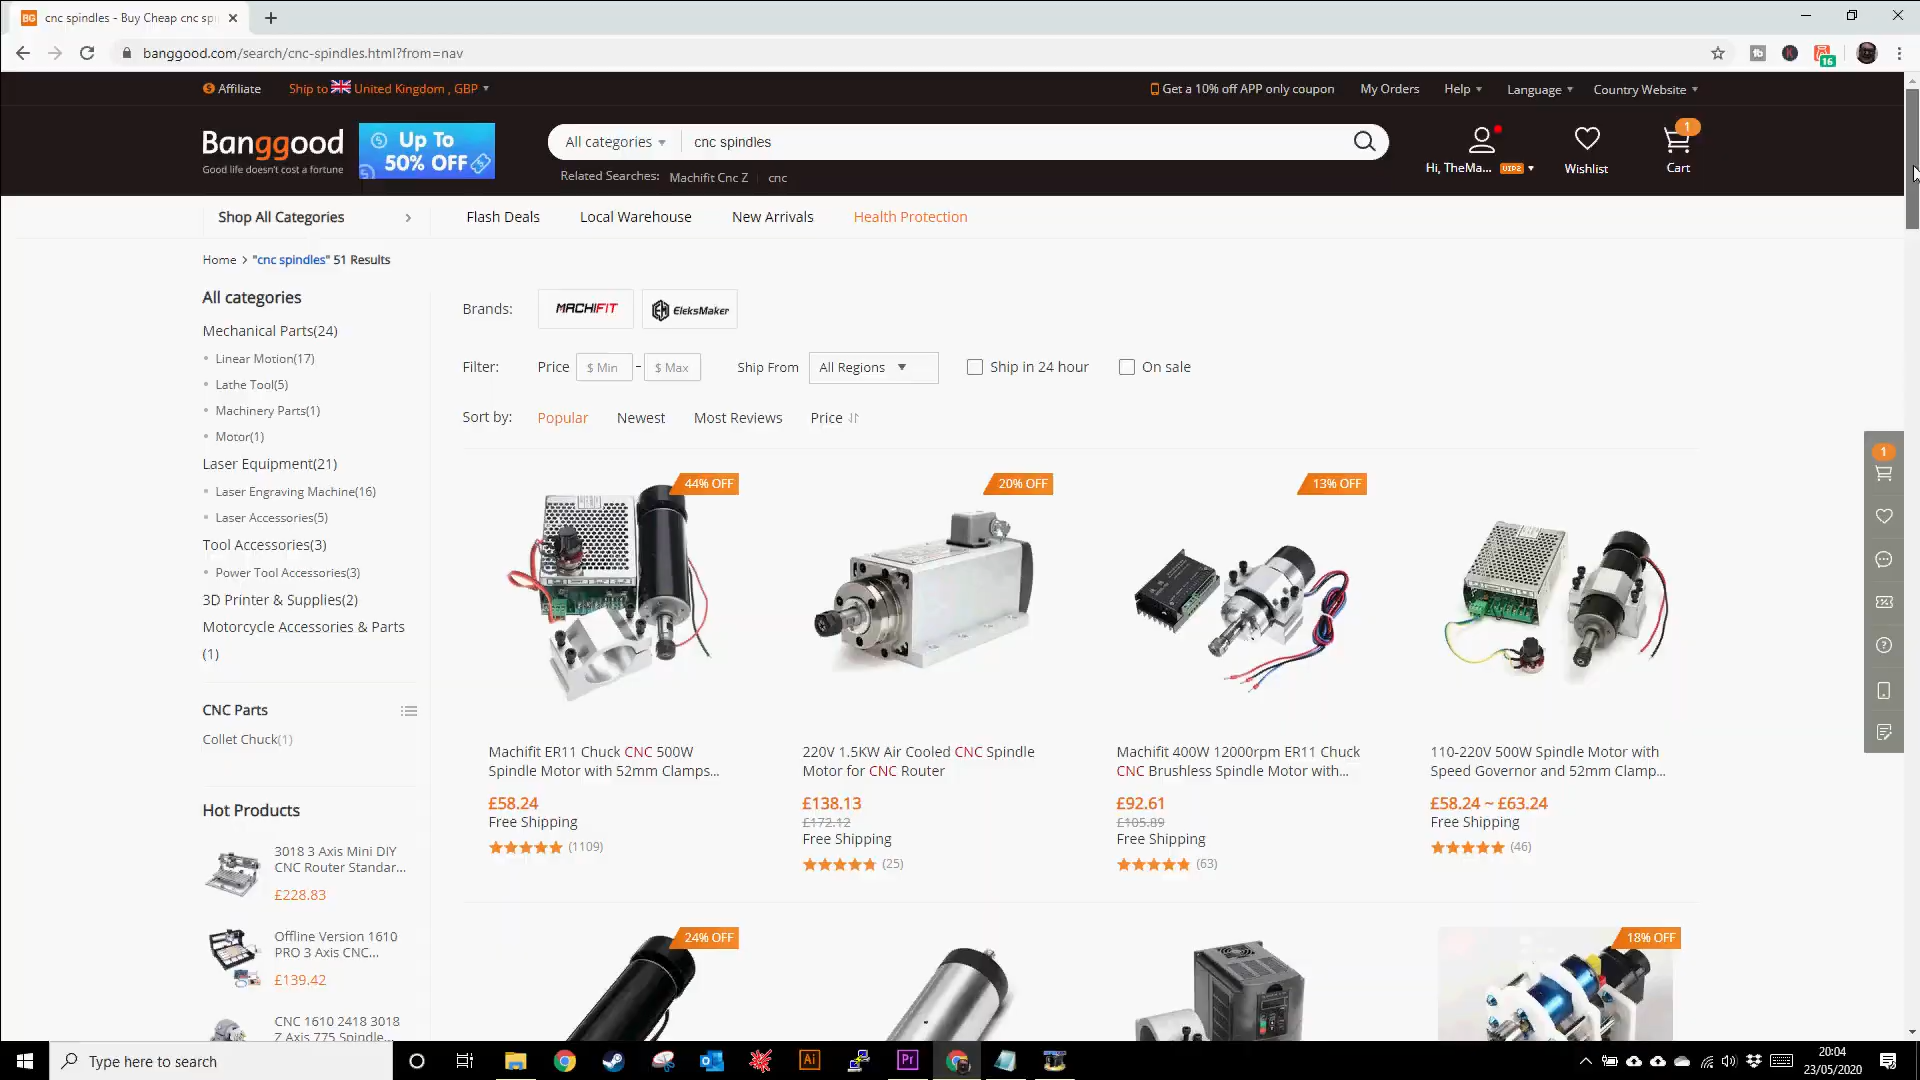 cnc spindles - Buy Cheap cnc spi
banggood.com/search/cnc-spindles.html?from=nav
16
Affiliate
Ship to United Kingdom , GBP
Get a 10% off APP only coupon
My Orders
Help
Language
Country Website
Banggood
Good life doesn't cost a fortune
Up To
50% OFF
All categories
cnc spindles
Related Searches: Machifit Cnc Z cnc
Hi, TheMa... VIP2
Wishlist
1
Cart
Shop All Categories
Flash Deals
Local Warehouse
New Arrivals
Health Protection
Home > "cnc spindles" 51 Results
All categories
Mechanical Parts(24)
Linear Motion(17)
Lathe Tool(5)
Machinery Parts(1)
Motor(1)
Laser Equipment(21)
Laser Engraving Machine(16)
Laser Accessories(5)
Tool Accessories(3)
Power Tool Accessories(3)
3D Printer & Supplies(2)
Motorcycle Accessories & Parts
(1)
CNC Parts
Collet Chuck(1)
Hot Products
3018 3 Axis Mini DIY
CNC Router Standar...
£228.83
Offline Version 1610
PRO 3 Axis CNC...
£139.42
CNC 1610 2418 3018
Z Axis 775 Spindle...
Brands: MACHIFIT EleksMaker
Filter: Price $ Min - $ Max Ship From All Regions Ship in 24 hour On sale
Sort by: Popular Newest Most Reviews Price
44% OFF
Machifit ER11 Chuck CNC 500W
Spindle Motor with 52mm Clamps...
£58.24
Free Shipping
(1109)
20% OFF
220V 1.5KW Air Cooled CNC Spindle
Motor for CNC Router
£138.13
£172.12
Free Shipping
(25)
13% OFF
Machifit 400W 12000rpm ER11 Chuck
CNC Brushless Spindle Motor with...
£92.61
£105.89
Free Shipping
(63)
110-220V 500W Spindle Motor with
Speed Governor and 52mm Clamp...
£58.24 ~ £63.24
Free Shipping
(46)
24% OFF
18% OFF
1
Type here to search
Ai
Pr
20:04
23/05/2020